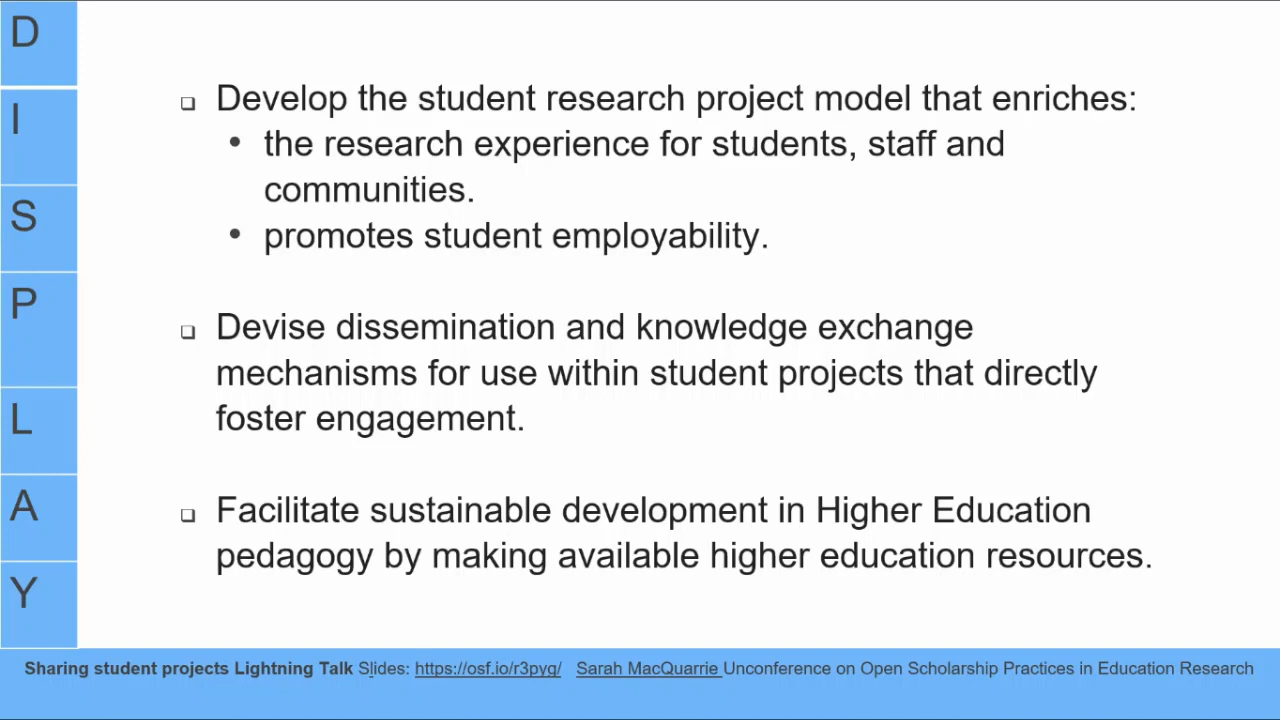 D
I
S
P
L
A
Y
❑ Develop the student research project model that enriches:
• the research experience for students, staff and
communities.
• promotes student employability.
❑ Devise dissemination and knowledge exchange
mechanisms for use within student projects that directly
foster engagement.
❑ Facilitate sustainable development in Higher Education
pedagogy by making available higher education resources.
Sharing student projects Lightning Talk Slides: https://osf.io/r3pyq/ Sarah MacQuarrie Unconference on Open Scholarship Practices in Education Research